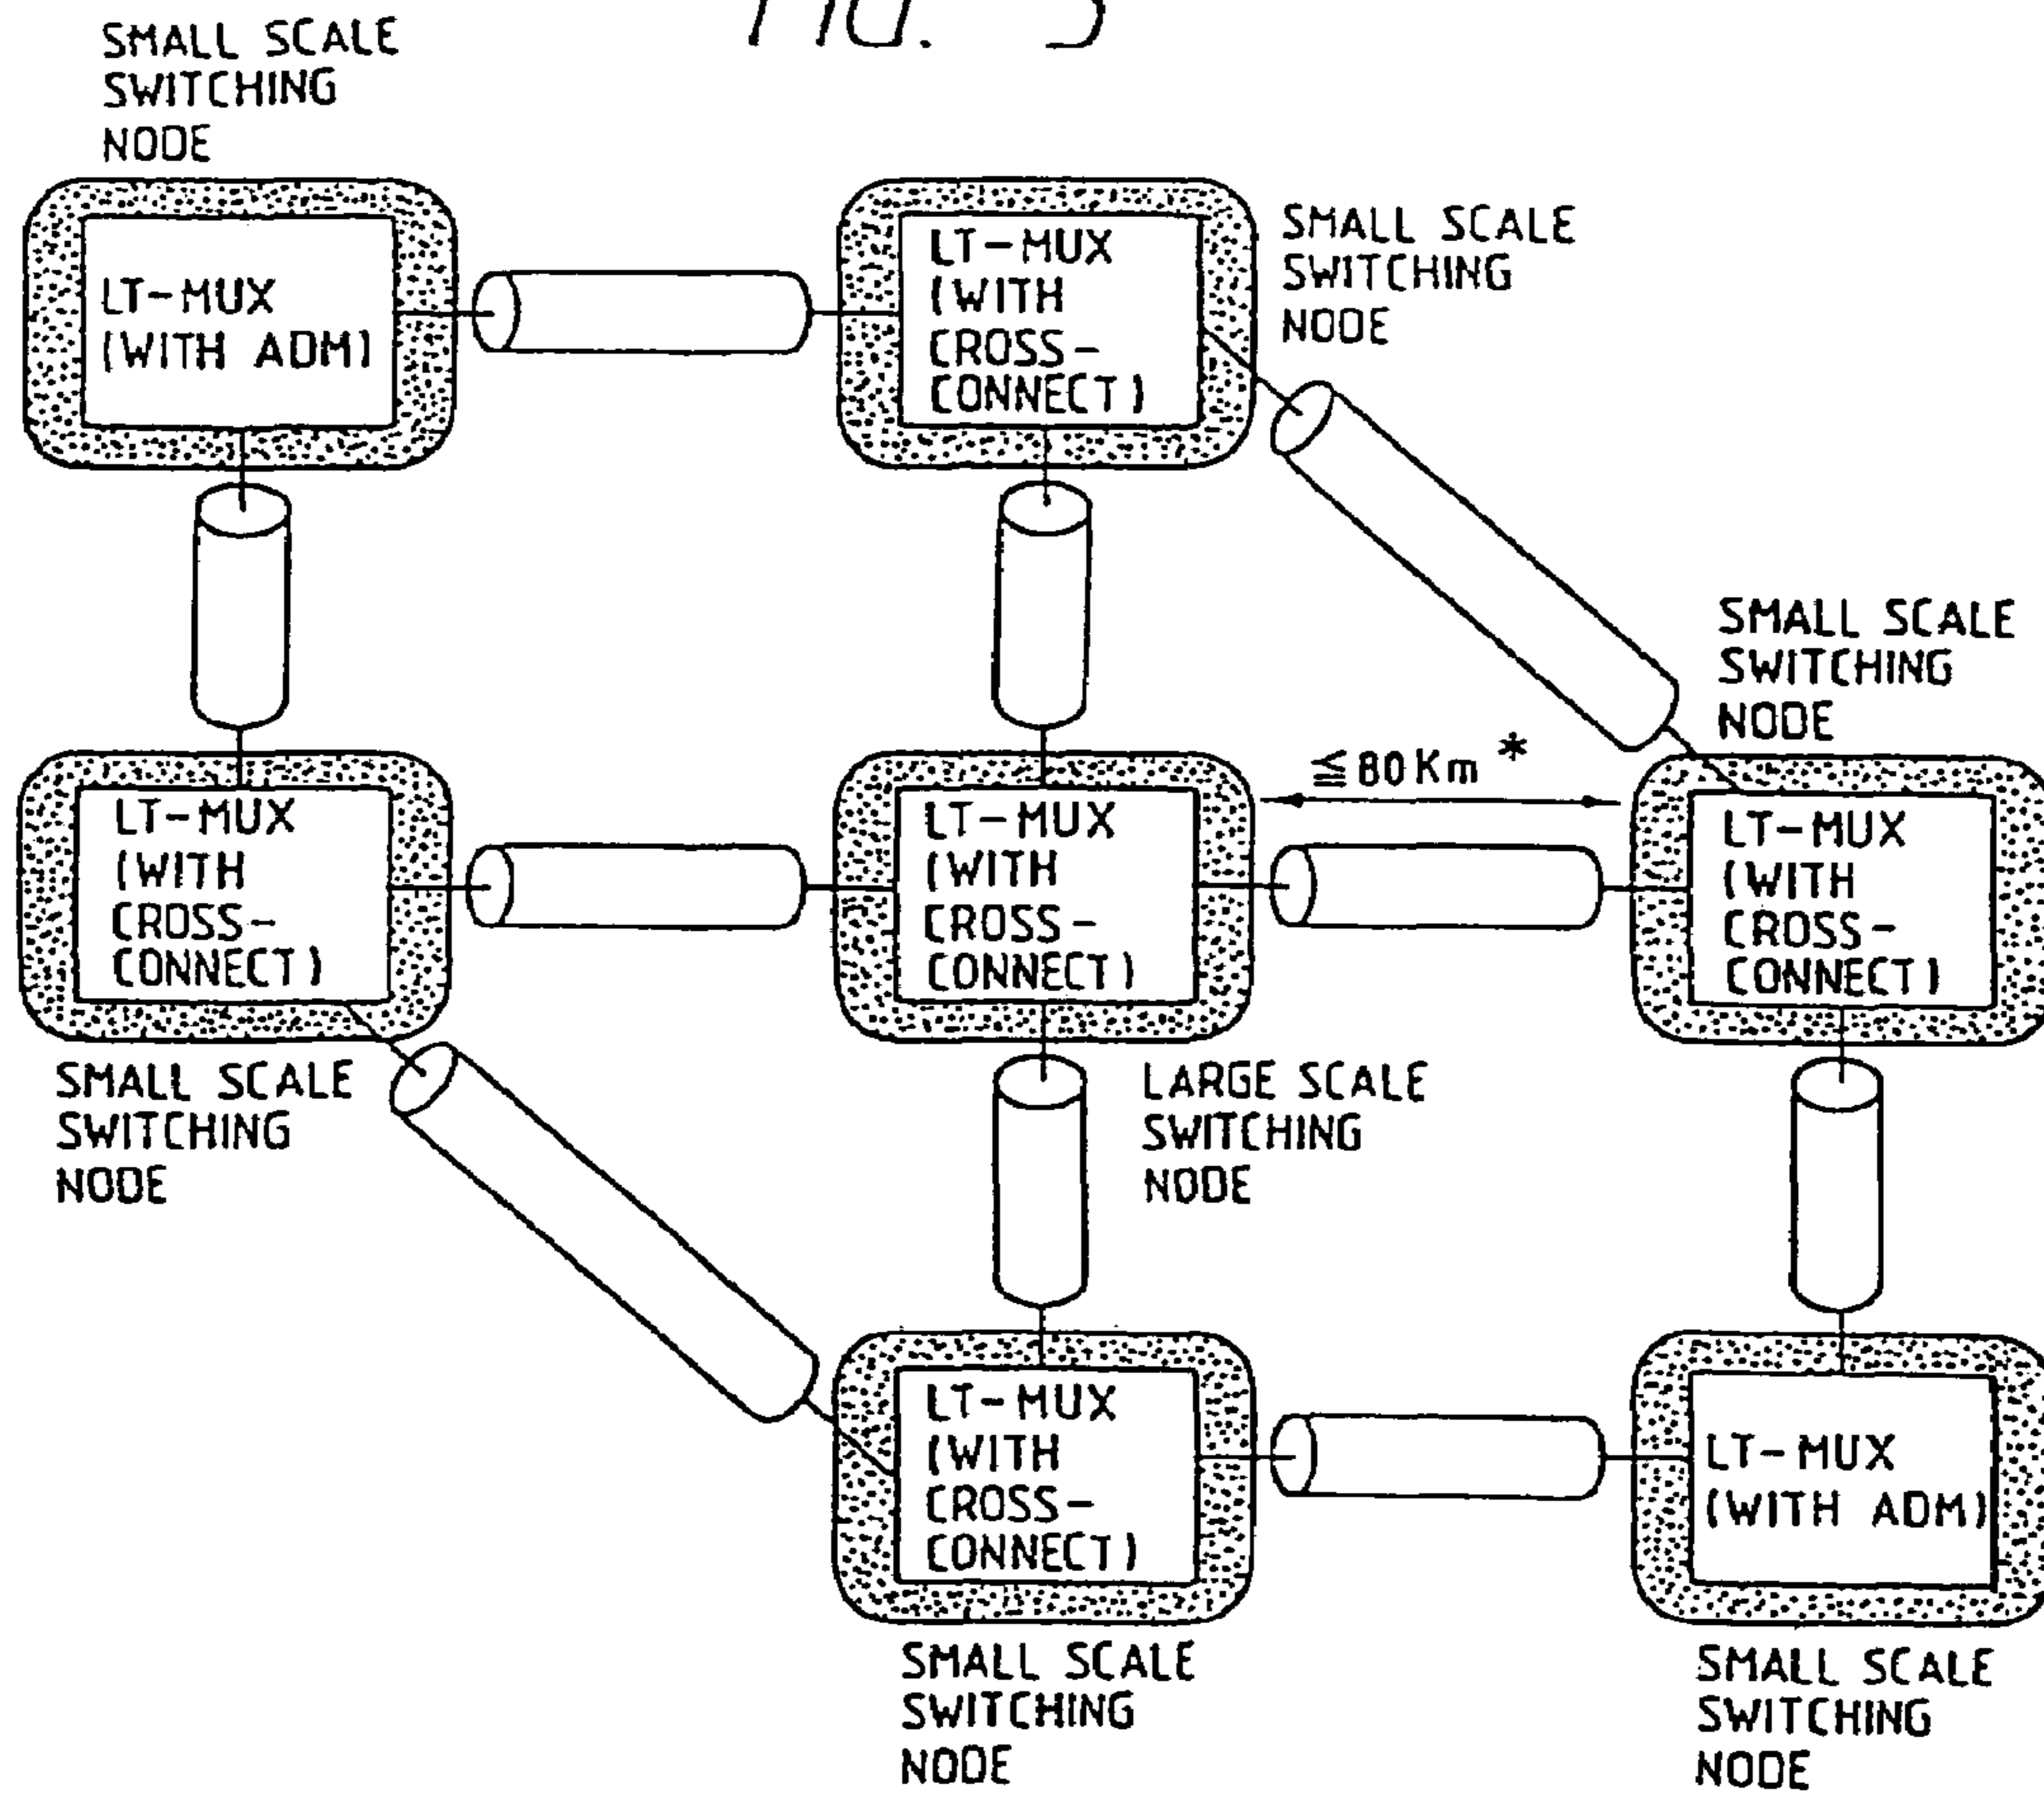 FIG. 3
SMALL SCALE
SWITCHING
NODE
LT-MUX
(WITH ADM)
LT-MUX
(WITH
CROSS-
CONNECT)
SMALL SCALE
SWITCHING
NODE
SMALL SCALE
SWITCHING
NODE
≦80Km *
LT-MUX
(WITH
CROSS-
CONNECT)
LT-MUX
(WITH
CROSS-
CONNECT)
LT-MUX
(WITH
CROSS-
CONNECT)
SMALL SCALE
SWITCHING
NODE
LARGE SCALE
SWITCHING
NODE
LT-MUX
(WITH
CROSS-
CONNECT)
LT-MUX
(WITH ADM)
SMALL SCALE
SWITCHING
NODE
SMALL SCALE
SWITCHING
NODE